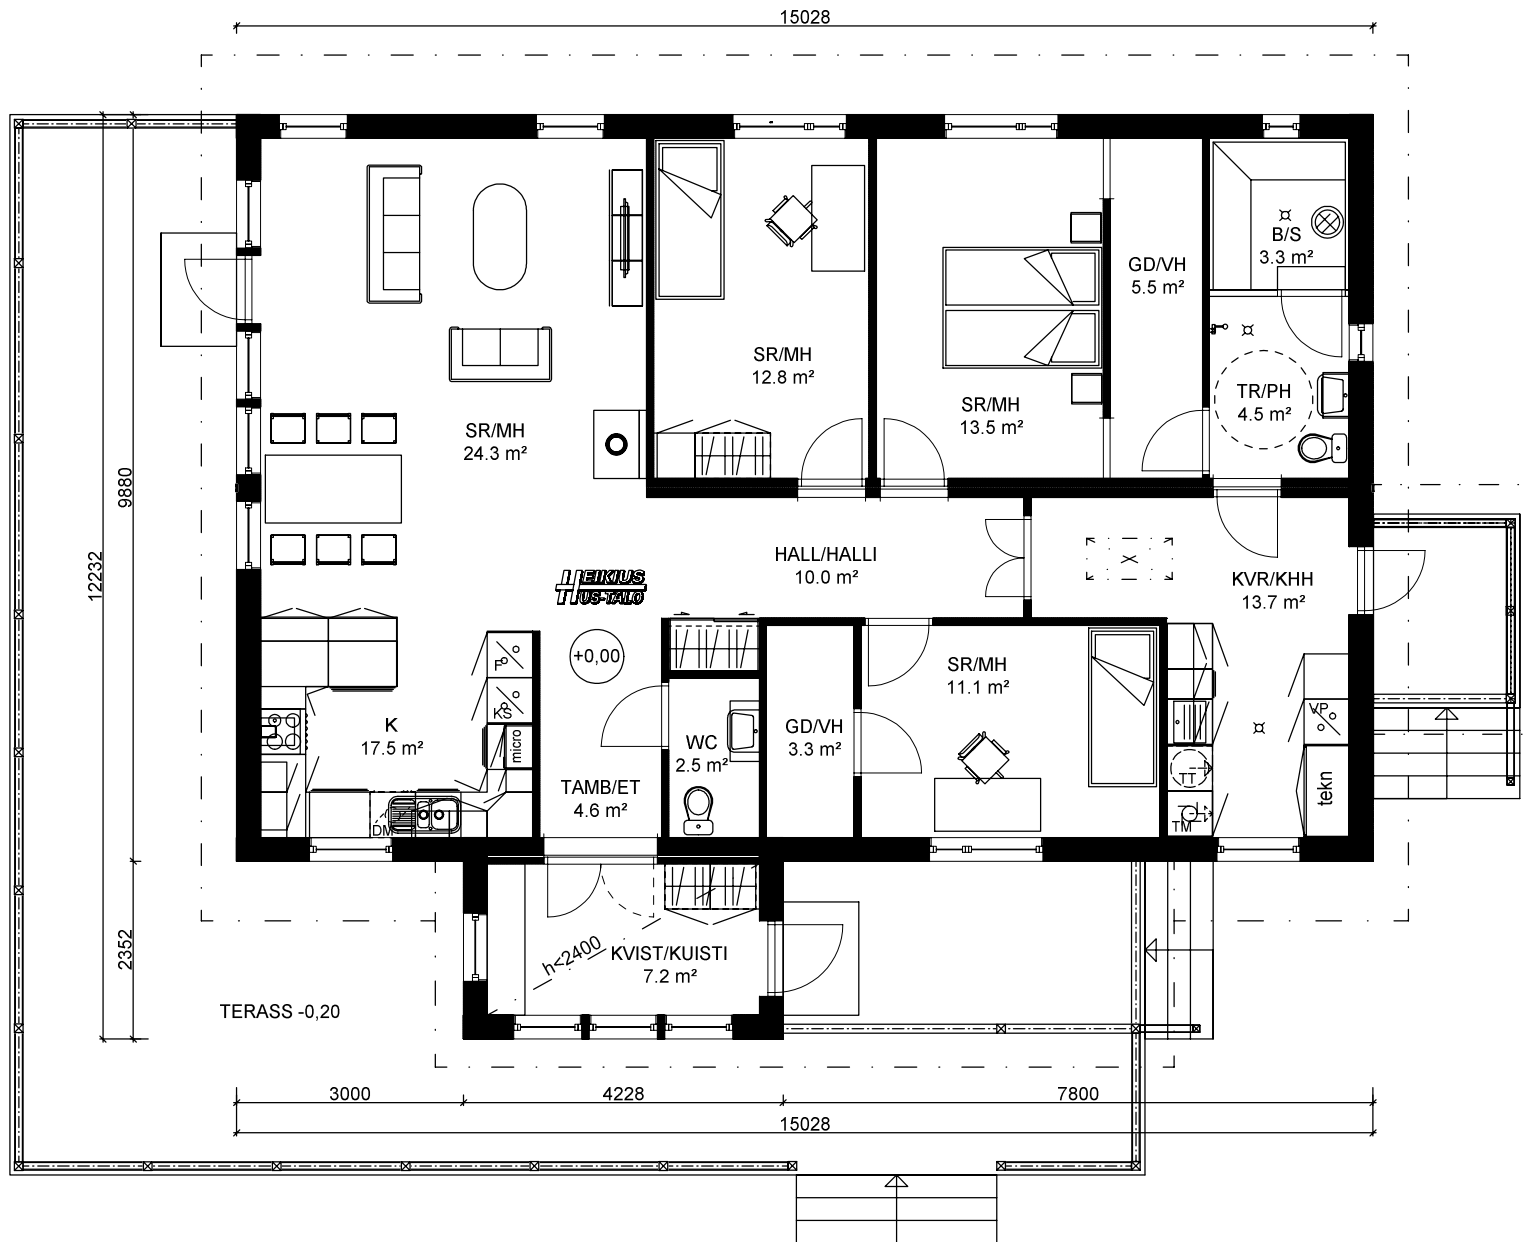 15028
B/S
3.3 m²
GD/VH
5.5 m²
SR/MH
12.8 m²
TR/PH
4.5 m²
SR/MH
13.5 m²
SR/MH
24.3 m²
9880
12232
HALL/HALLI
10.0 m²
KVR/KHH
13.7 m²
HEIKIUS
HUS-TALO
+0,00
F
KS
micro
SR/MH
11.1 m²
K
17.5 m²
GD/VH
3.3 m²
WC
2.5 m²
VP
TT
tekn
TAMB/ET
4.6 m²
DM
TM
2352
h<2400
KVIST/KUISTI
7.2 m²
TERASS -0,20
3000
4228
7800
15028